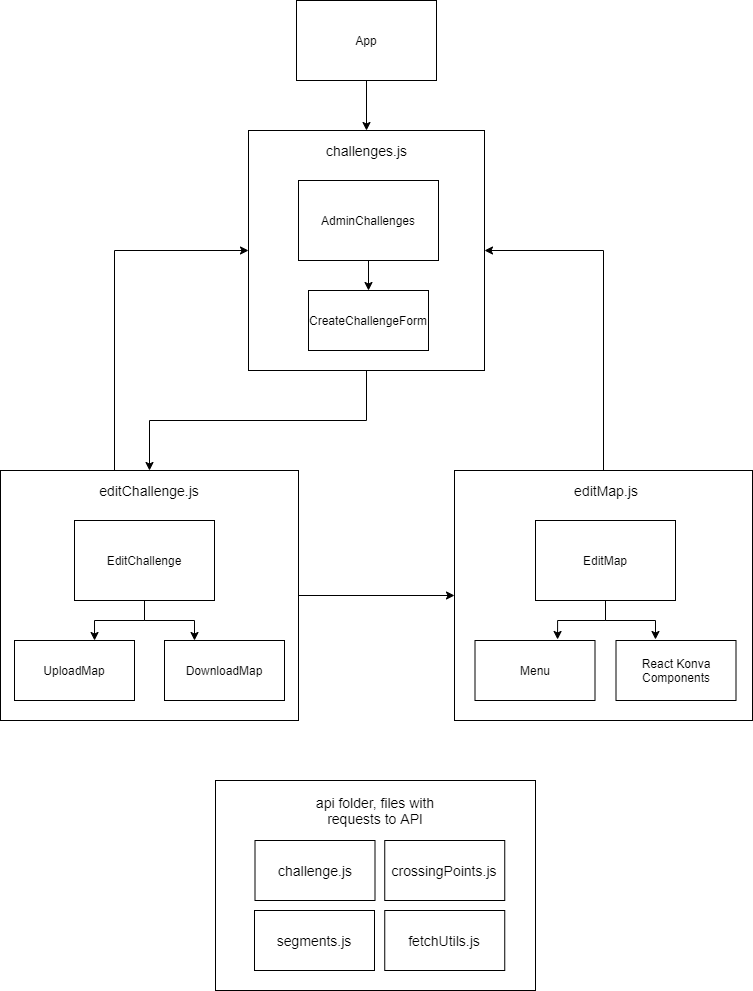 App
challenges.js
AdminChallenges
CreateChallengeForm
editChallenge.js
EditChallenge
UploadMap
DownloadMap
editMap.js
EditMap
Menu
React Konva
Components
api folder, files with
requests to API
challenge.js
crossingPoints.js
segments.js
fetchUtils.js